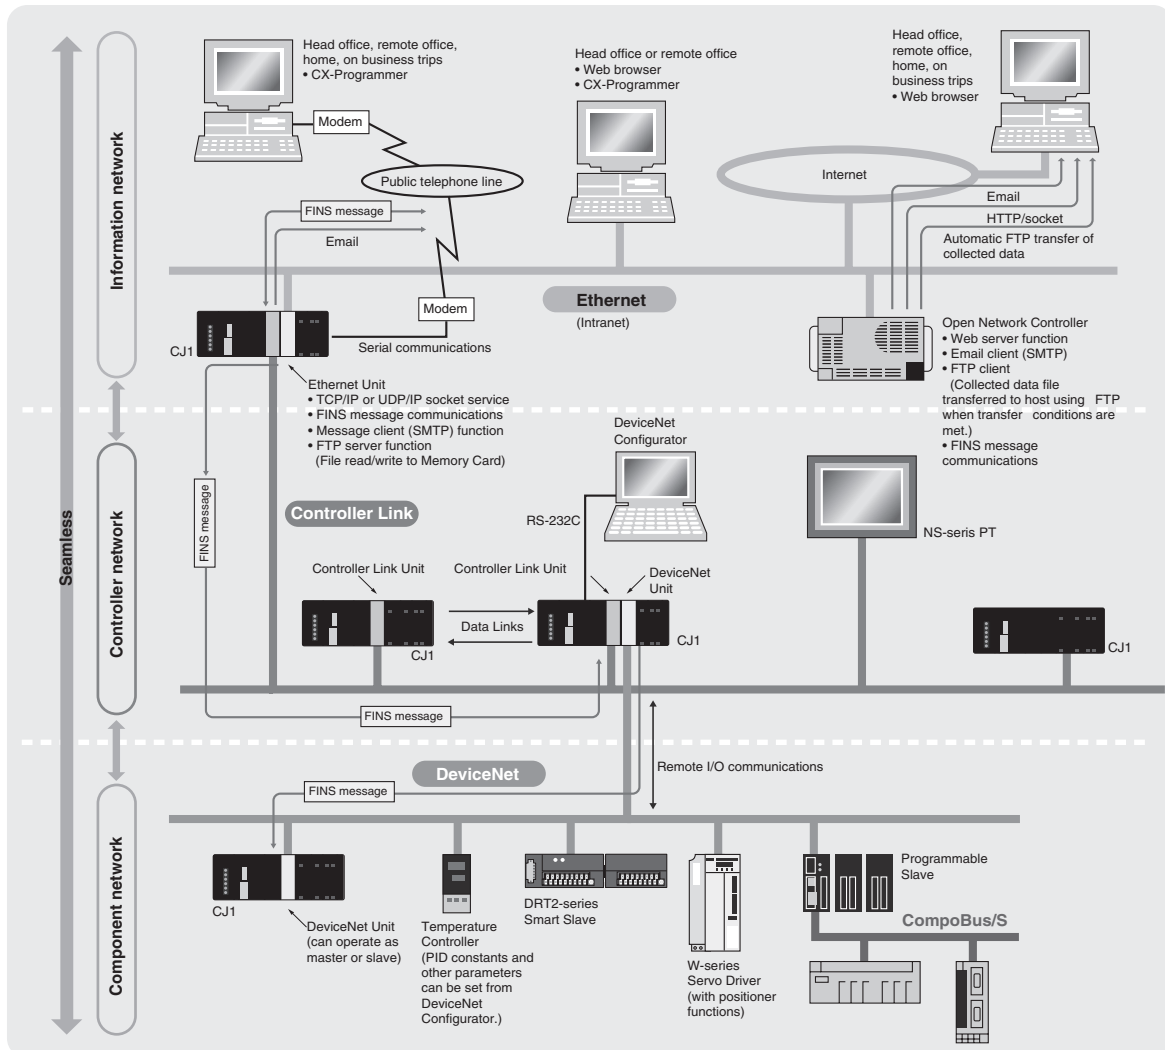 Head office, remote office,
home, on business trips
• CX-Programmer
Modem
Public telephone line
FINS message
Email
Head office or remote office
• Web browser
• CX-Programmer
Head office,
remote office,
home, on
business trips
• Web browser
Internet
Email
HTTP/socket
Automatic FTP transfer of
collected data
Information network
Ethernet
(Intranet)
Modem
Serial communications
CJ1
Ethernet Unit
• TCP/IP or UDP/IP socket service
• FINS message communications
• Message client (SMTP) function
• FTP server function
(File read/write to Memory Card)
Open Network Controller
• Web server function
• Email client (SMTP)
• FTP client
(Collected data file
transferred to host using FTP
when transfer conditions are
met.)
• FINS message
communications
Seamless
Controller network
FINS message
Controller Link
DeviceNet
Configurator
RS-232C
NS-seris PT
Controller Link Unit
Controller Link Unit
DeviceNet
Unit
Data Links
CJ1
CJ1
CJ1
FINS message
Remote I/O communications
Component network
DeviceNet
FINS message
CJ1
DeviceNet Unit
(can operate as
master or slave)
Temperature
Controller
(PID constants and
other parameters
can be set from
DeviceNet
Configurator.)
DRT2-series
Smart Slave
W-series
Servo Driver
(with positioner
functions)
Programmable
Slave
CompoBus/S